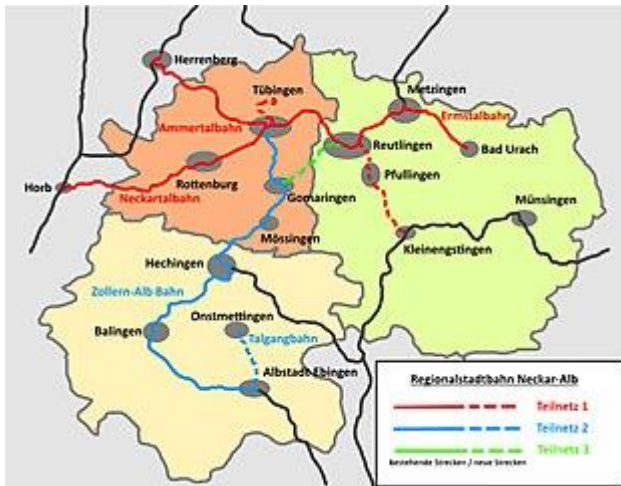 Herrenberg
Tübingen
Metzingen
Ammertalbahn
Ermstalbahn
Reutlingen
Bad Urach
Horb
Rottenburg
Pfullingen
Neckartalbahn
Gomaringen
Münsingen
Mössingen
Kleinengstingen
Hechingen
Zollern-Alb Bahn
Onstmettingen
Balingen
Talgangbahn
Albstadt-Ebingen
Regionalstadtbahn Neckar-Alb
Teilnetz 1
Teilnetz 2
Teilnetz 3
Bestehende Strecken / neue Strecken